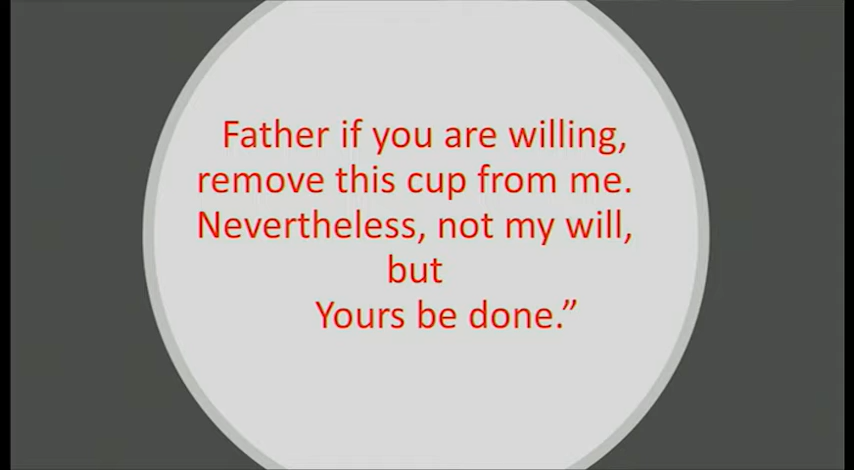 Father if you are willing,
remove this cup from me.
Nevertheless, not my will,
but
Yours be done.”